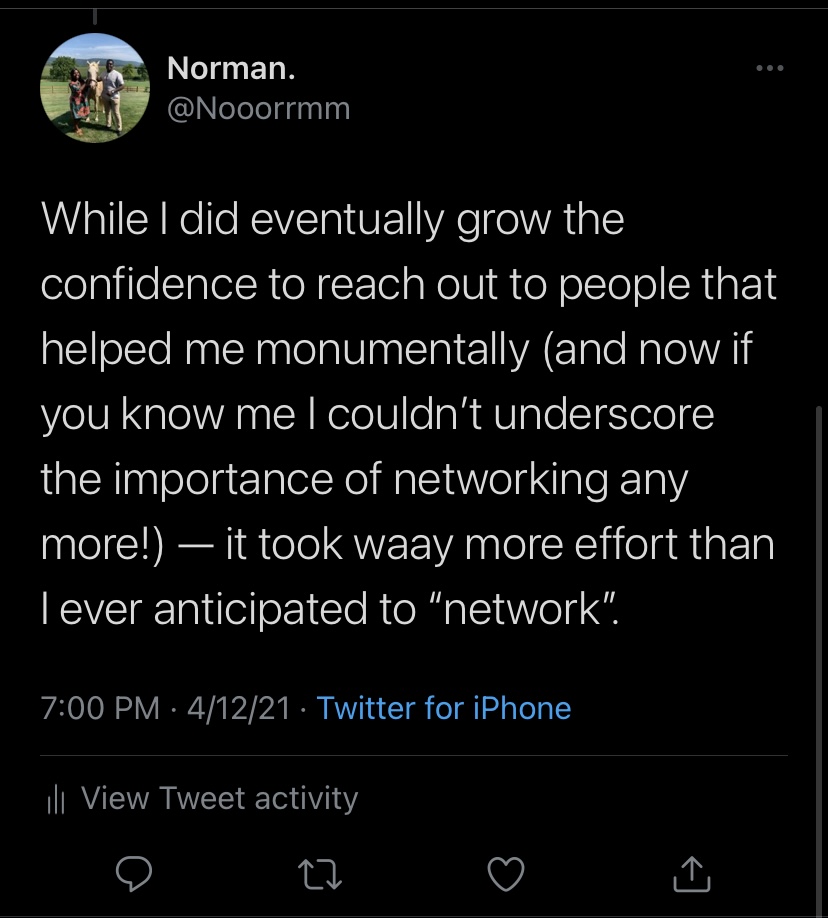 Norman.
@Nooorrmm
While I did eventually grow the
confidence to reach out to people that
helped me monumentally (and now if
you know me I couldn’t underscore
the importance of networking any
more!) — it took waay more effort than
I ever anticipated to “network”.
7:00 PM · 4/12/21 · Twitter for iPhone
View Tweet activity